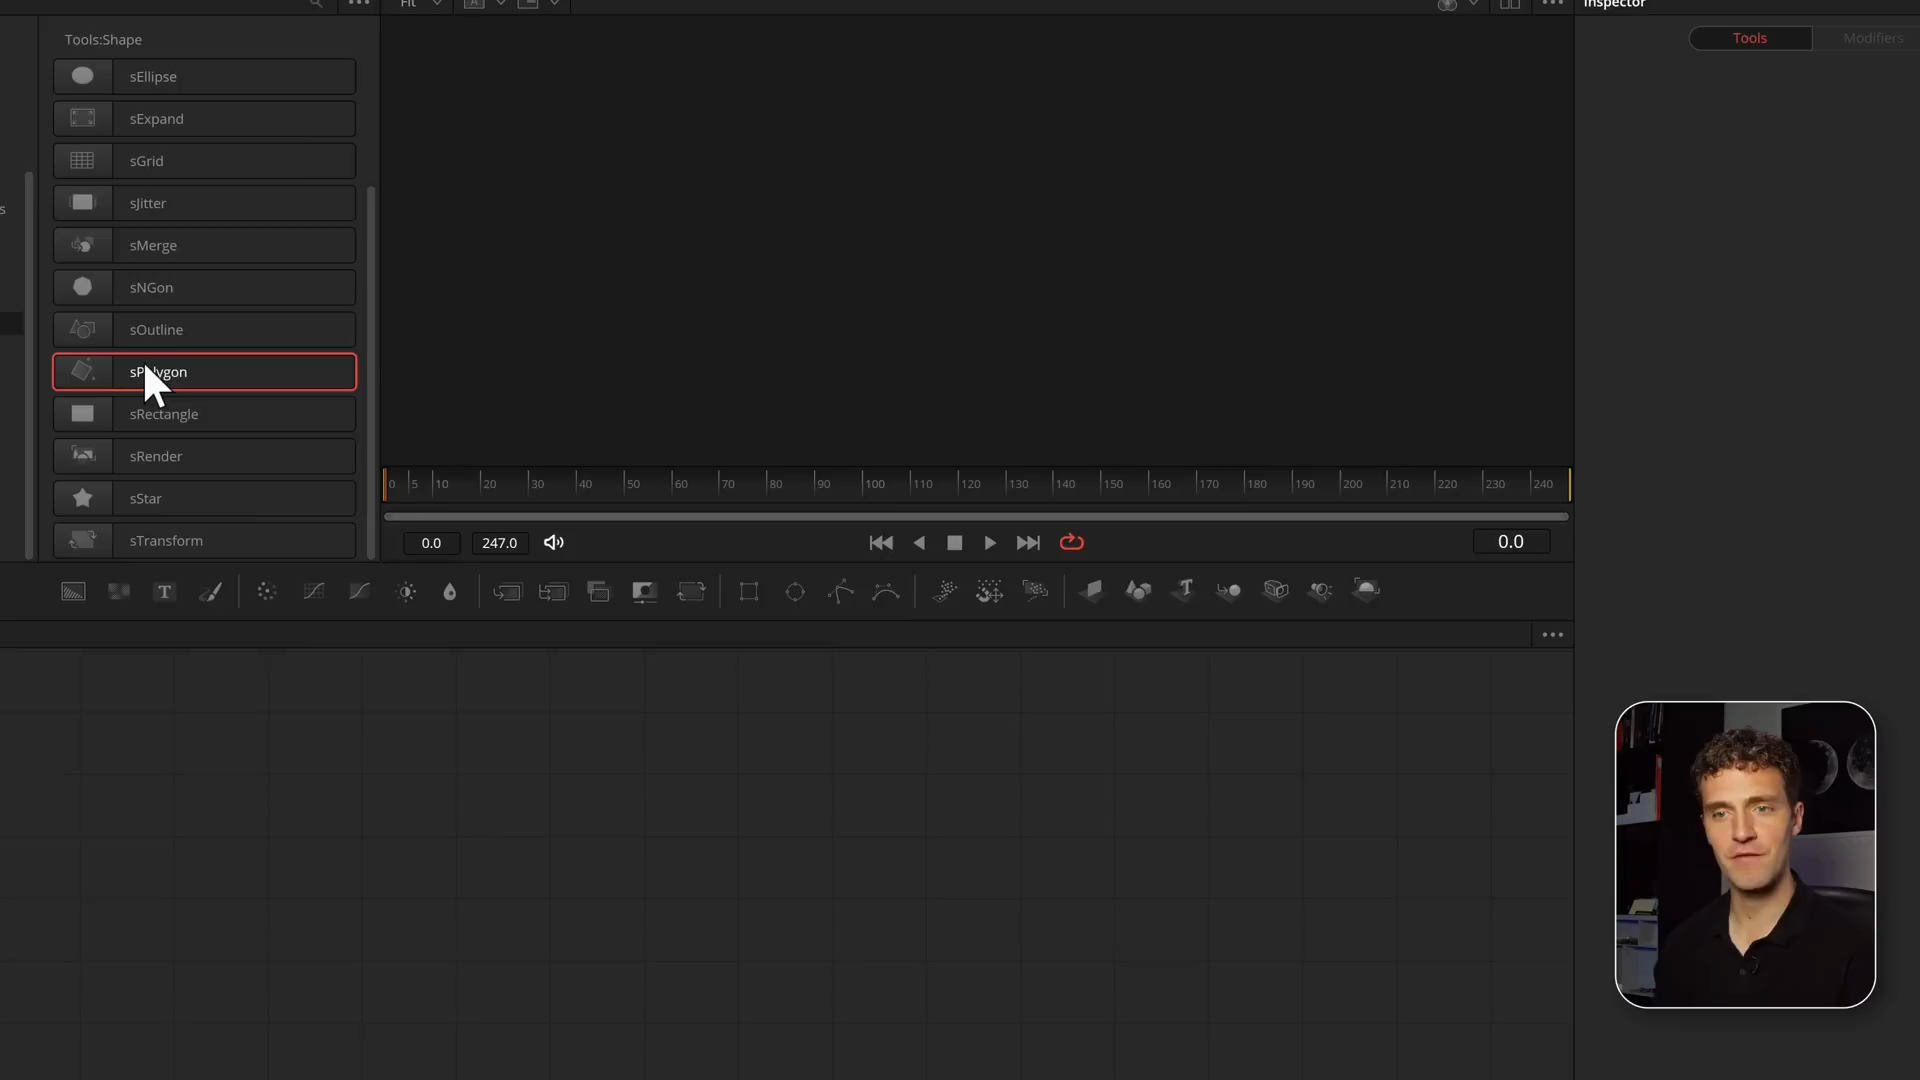 Fit
Inspector
Tools:Shape
Tools
Modifiers
sEllipse
sExpand
sGrid
sJitter
s
sMerge
sNGon
sOutline
sPolygon
sRectangle
sRender
0 5 10 20 30 40 50 60 70 80 90 100 110 120 130 140 150 160 170 180 190 200 210 220 230 240
sStar
sTransform
0.0 247.0 0.0
T